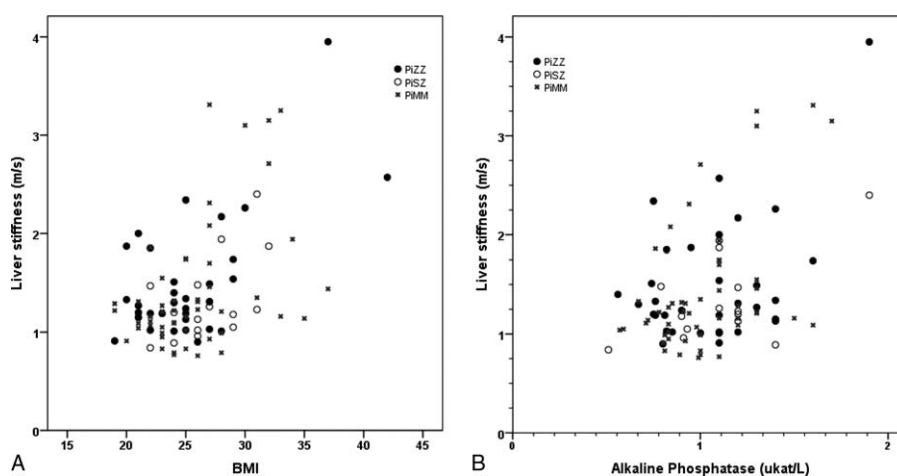 A
Liver stiffness (m/s)
4
3
2
1
0
15 20 25 30 35 40 45
BMI
PiZZ
PiSZ
PiMM
B
Liver stiffness (m/s)
4
3
2
1
0
0 1 2
Alkaline Phosphatase (ukat/L)
PiZZ
PiSZ
PiMM